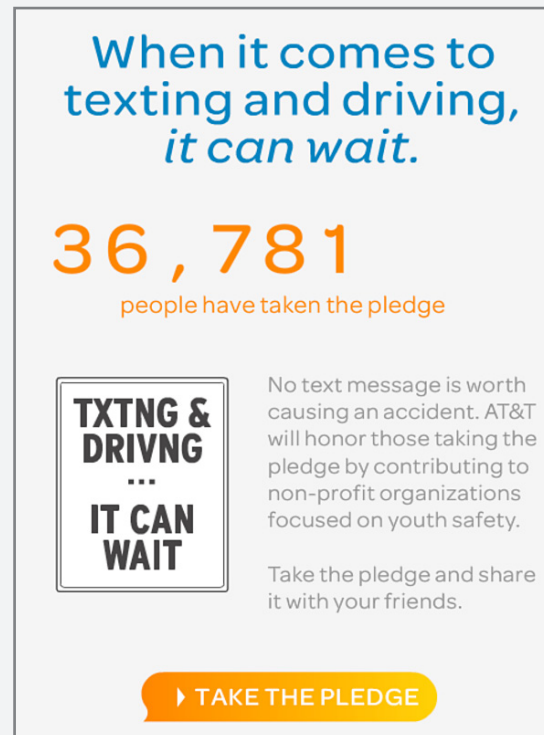 When it comes to
texting and driving,
it can wait.
36,781
people have taken the pledge
TXTNG &
DRIVNG
...
IT CAN
WAIT
No text message is worth
causing an accident. AT&T
will honor those taking the
pledge by contributing to
non-profit organizations
focused on youth safety.
Take the pledge and share
it with your friends.
TAKE THE PLEDGE